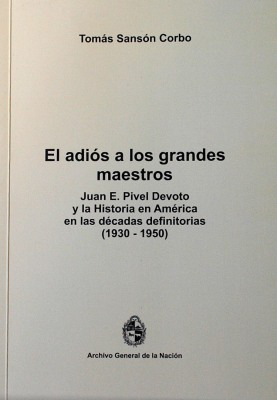 Tomás Sansón Corbo
El adiós a los grandes
maestros
Juan E. Pivel Devoto
y la Historia en América
en las décadas definitorias
(1930 - 1950)
Archivo General de la Nación